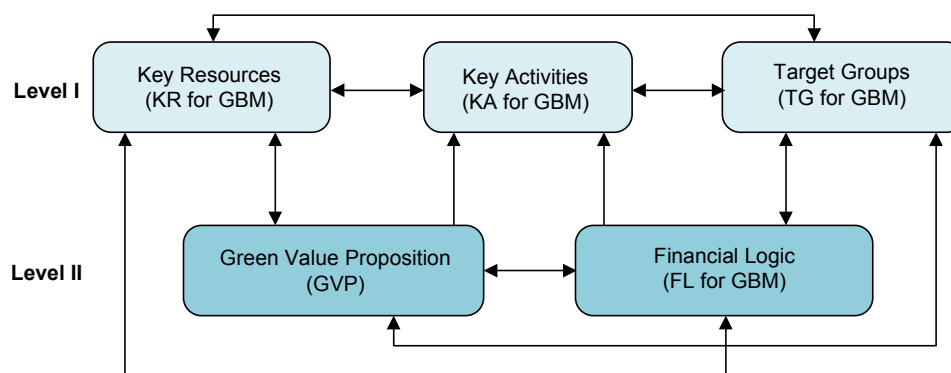 Level I
Key Resources
(KR for GBM)
Key Activities
(KA for GBM)
Target Groups
(TG for GBM)
Level II
Green Value Proposition
(GVP)
Financial Logic
(FL for GBM)